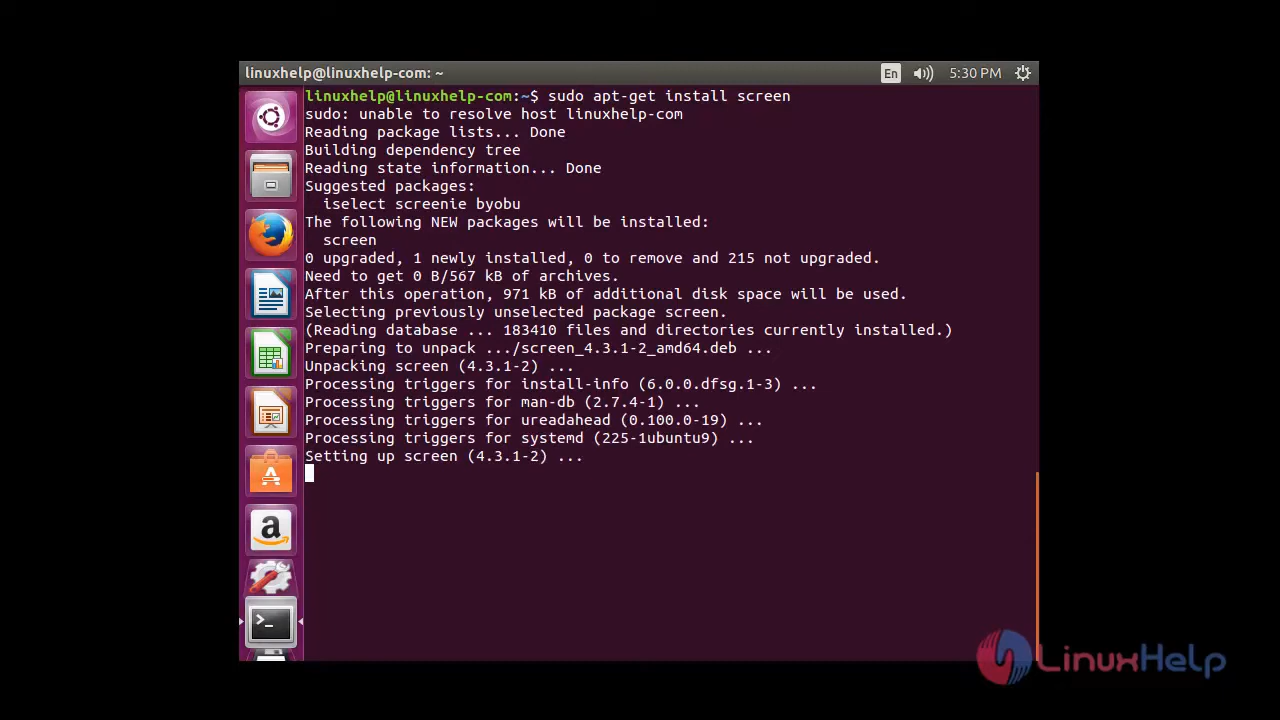 linuxhelp@linuxhelp-com: ~
En
5:30 PM
linuxhelp@linuxhelp-com:~$ sudo apt-get install screen
sudo: unable to resolve host linuxhelp-com
Reading package lists... Done
Building dependency tree
Reading state information... Done
Suggested packages:
  iselect screenie byobu
The following NEW packages will be installed:
  screen
0 upgraded, 1 newly installed, 0 to remove and 215 not upgraded.
Need to get 0 B/567 kB of archives.
After this operation, 971 kB of additional disk space will be used.
Selecting previously unselected package screen.
(Reading database ... 183410 files and directories currently installed.)
Preparing to unpack .../screen_4.3.1-2_amd64.deb ...
Unpacking screen (4.3.1-2) ...
Processing triggers for install-info (6.0.0.dfsg.1-3) ...
Processing triggers for man-db (2.7.4-1) ...
Processing triggers for ureadahead (0.100.0-19) ...
Processing triggers for systemd (225-1ubuntu9) ...
Setting up screen (4.3.1-2) ...
LinuxHelp